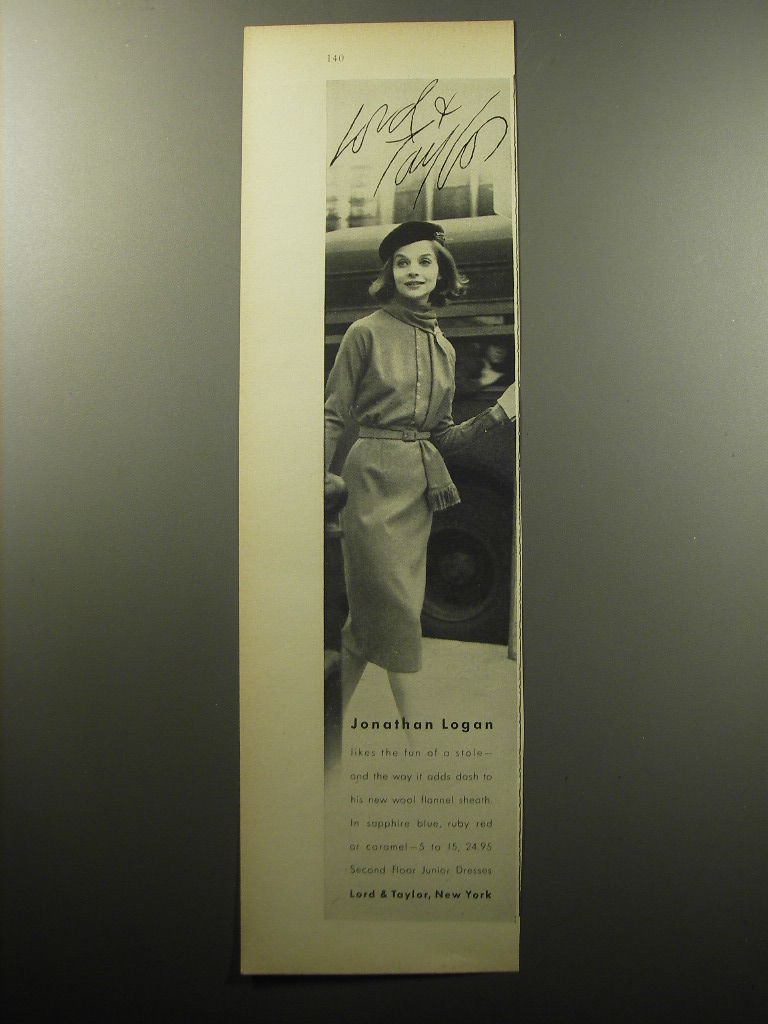 140
Lord &
Taylor
Jonathan Logan
likes the fun of a stole—
and the way it adds dash to
his new wool flannel sheath.
In sapphire blue, ruby red
or caramel—5 to 15, 24.95
Second Floor Junior Dresses
Lord & Taylor, New York